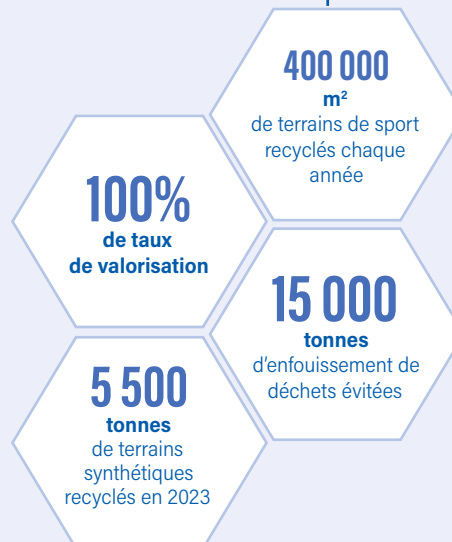 400 000
m²
de terrains de sport
recyclés chaque
année
100%
de taux
de valorisation
15 000
tonnes
d'enfouissement de
déchets évitées
5 500
tonnes
de terrains
synthétiques
recyclés en 2023